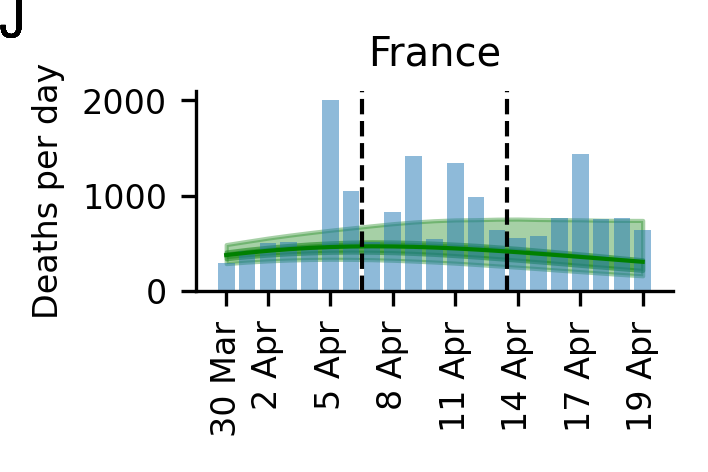 J
France
Deaths per day
2000
1000
0
30 Mar
2 Apr
5 Apr
8 Apr
11 Apr
14 Apr
17 Apr
19 Apr